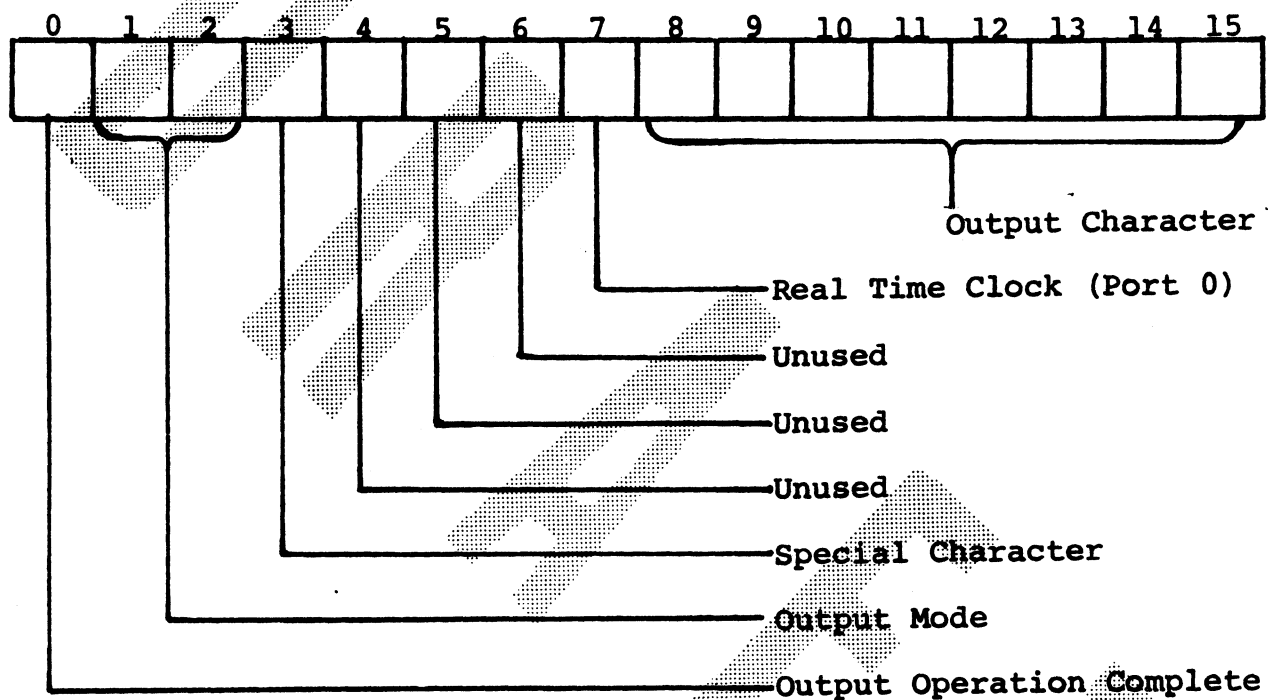 0 1 2 3 4 5 6 7 8 9 10 11 12 13 14 15
Output Character
Real Time Clock (Port 0)
Unused
Unused
Unused
Special Character
Output Mode
Output Operation Complete